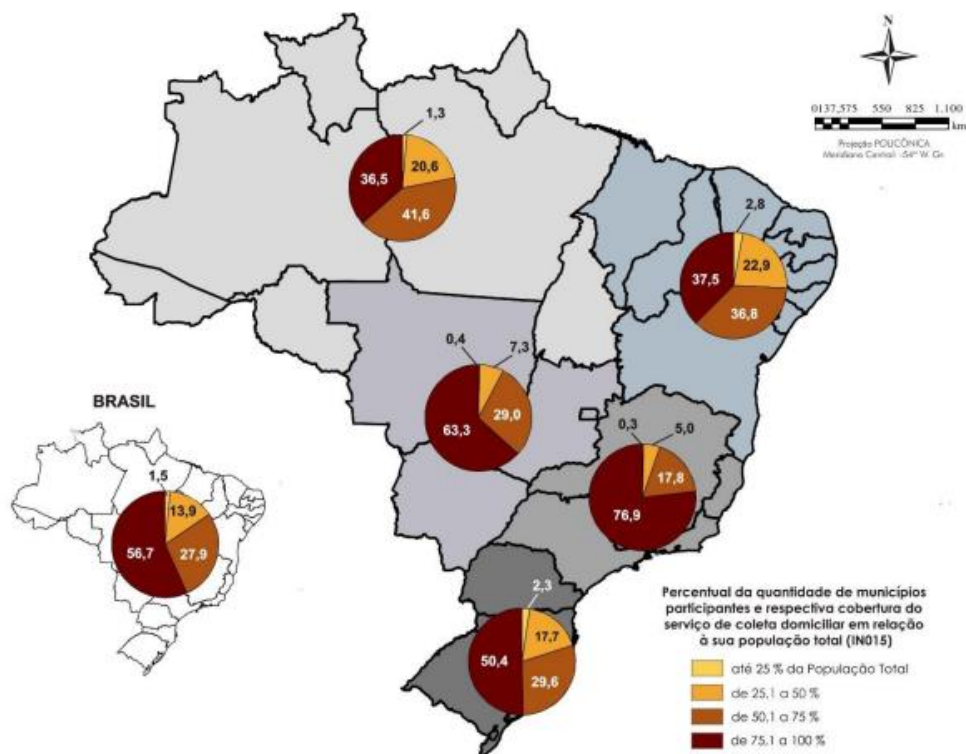 0137,575 550 825 1.100
km
Projeção POLICÔNICA
Meridiano Central: -54º W. Gr.
1,3
20,6
36,5
41,6
2,8
22,9
37,5
36,8
0,4
7,3
29,0
63,3
BRASIL
0,3
5,0
17,8
76,9
1,5
13,9
56,7
27,9
2,3
17,7
50,4
29,6
Percentual da quantidade de municípios
participantes e respectiva cobertura do
serviço de coleta domiciliar em relação
à sua população total (IN015)
até 25 % da População Total
de 25,1 a 50 %
de 50,1 a 75 %
de 75,1 a 100 %